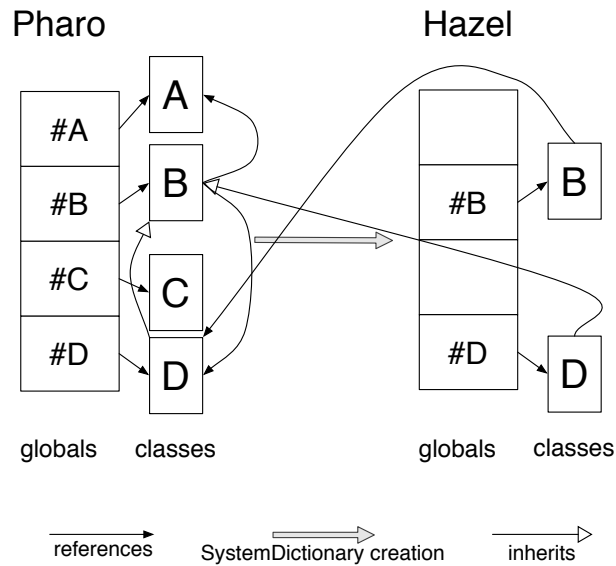 Pharo
Hazel
#A
#B
#C
#D
A
B
C
D
#B
#D
B
D
globals
classes
globals
classes
references
SystemDictionary creation
inherits